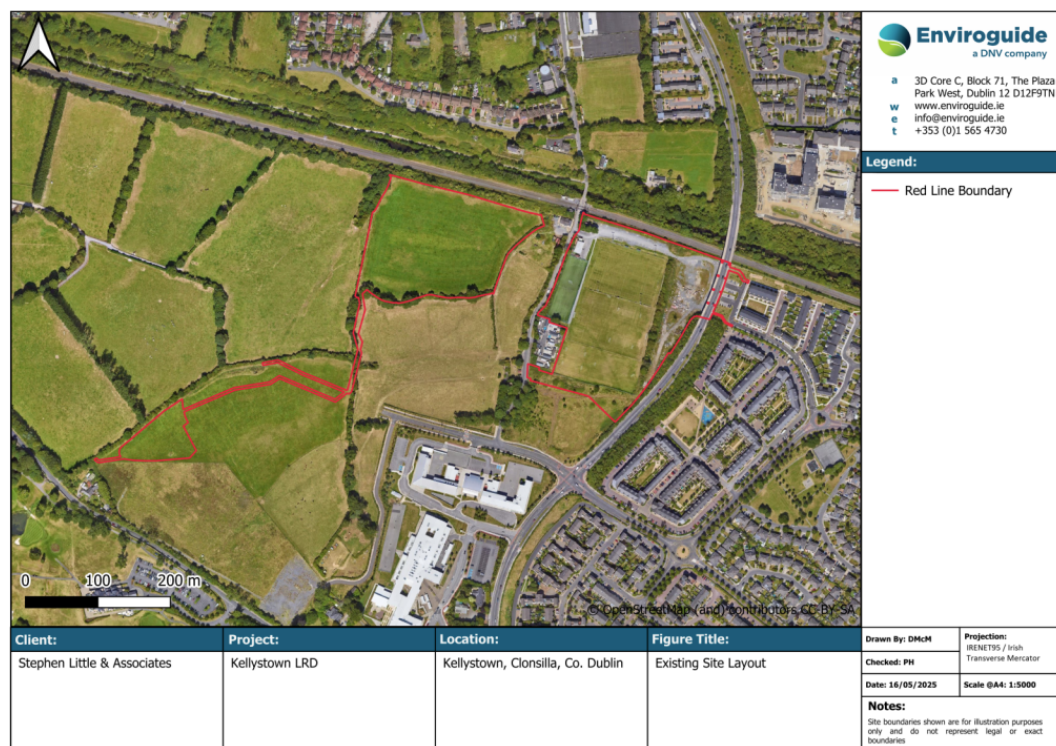 Enviroguide
a DNV company
a 3D Core C, Block 71, The Plaza
Park West, Dublin 12 D12F9TN
w www.enviroguide.ie
e info@enviroguide.ie
t +353 (0)1 565 4730
Legend:
Red Line Boundary
0 100 200 m
© OpenStreetMap (and) contributors CC-BY-SA
Client:
Stephen Little & Associates
Project:
Kellystown LRD
Location:
Kellystown, Clonsilla, Co. Dublin
Figure Title:
Existing Site Layout
Drawn By: DMcM
Checked: PH
Date: 16/05/2025
Projection:
IRENET95 / Irish
Transverse Mercator
Scale @A4: 1:5000
Notes:
Site boundaries shown are for illustration purposes
only and do not represent legal or exact
boundaries